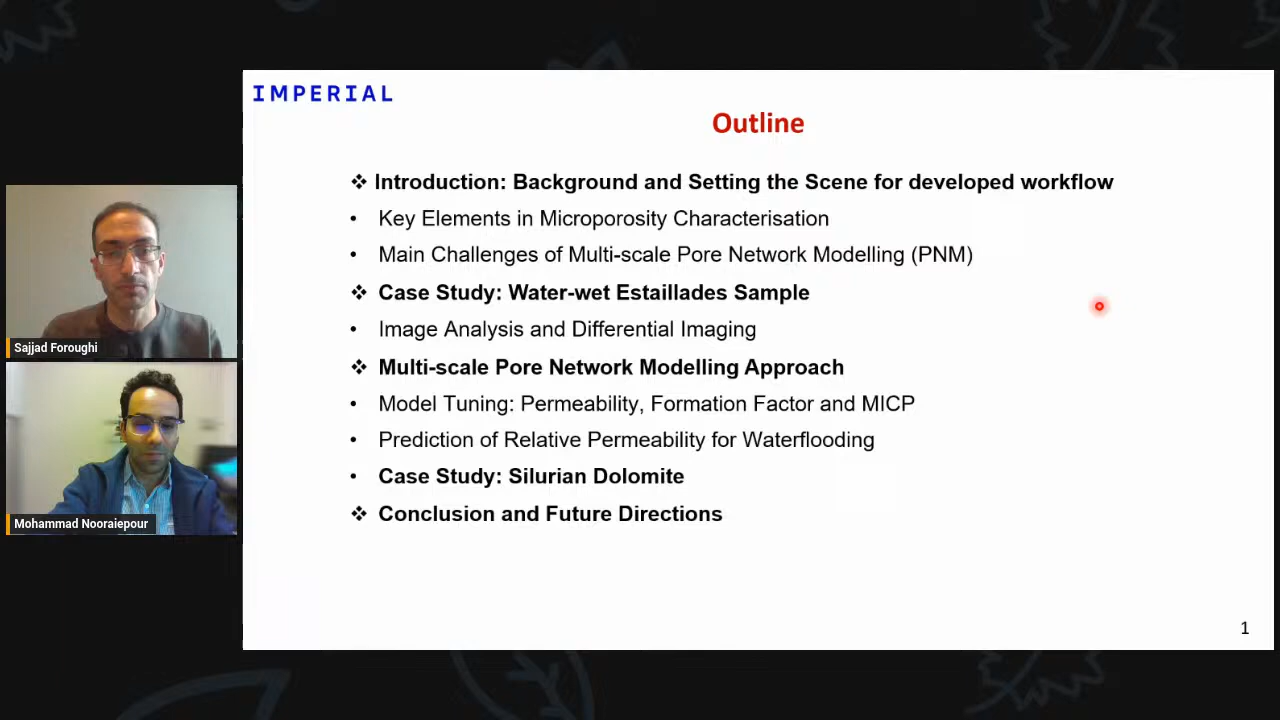 IMPERIAL
Outline
❖ Introduction: Background and Setting the Scene for developed workflow
• Key Elements in Microporosity Characterisation
• Main Challenges of Multi-scale Pore Network Modelling (PNM)
❖ Case Study: Water-wet Estaillades Sample
• Image Analysis and Differential Imaging
❖ Multi-scale Pore Network Modelling Approach
• Model Tuning: Permeability, Formation Factor and MICP
• Prediction of Relative Permeability for Waterflooding
• Case Study: Silurian Dolomite
❖ Conclusion and Future Directions
1
Sajjad Foroughi
Mohammad Nooraiepour